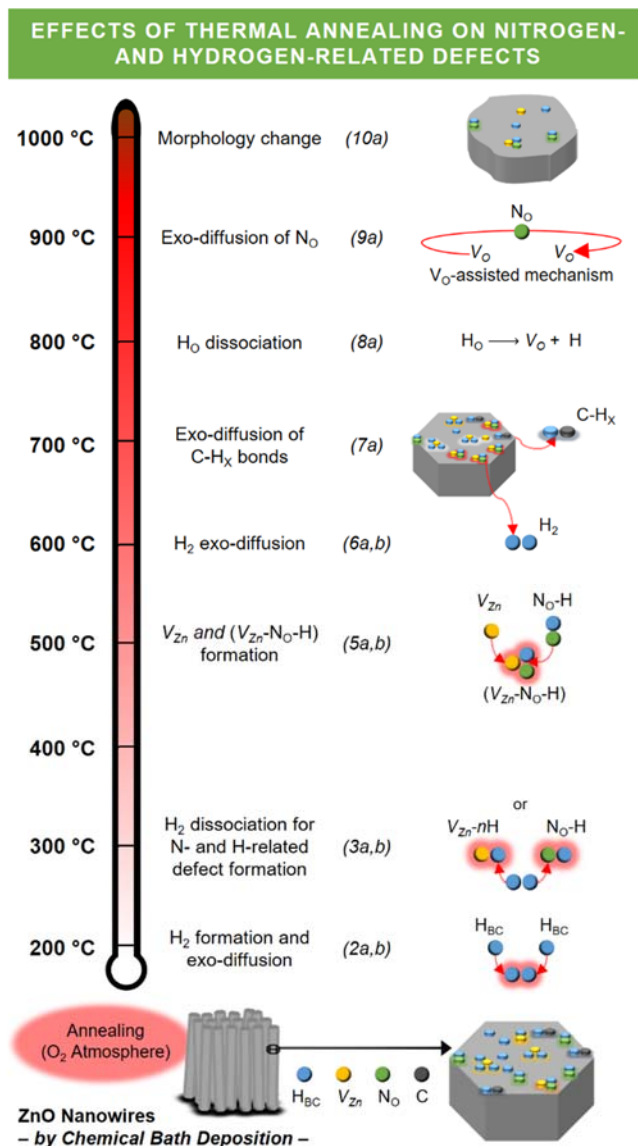 EFFECTS OF THERMAL ANNEALING ON NITROGEN-
AND HYDROGEN-RELATED DEFECTS
1000 °C
Morphology change
(10a)
900 °C
Exo-diffusion of NO
(9a)
NO
VO
VO
VO-assisted mechanism
800 °C
HO dissociation
(8a)
HO ⟶ VO + H
700 °C
Exo-diffusion of
C-HX bonds
(7a)
C-HX
600 °C
H2 exo-diffusion
(6a,b)
H2
500 °C
VZn and (VZn-NO-H)
formation
(5a,b)
VZn
NO-H
(VZn-NO-H)
400 °C
300 °C
H2 dissociation for
N- and H-related
defect formation
(3a,b)
or
VZn-nH
NO-H
200 °C
H2 formation and
exo-diffusion
(2a,b)
HBC
HBC
Annealing
(O2 Atmosphere)
HBC
VZn
NO
C
ZnO Nanowires
– by Chemical Bath Deposition –